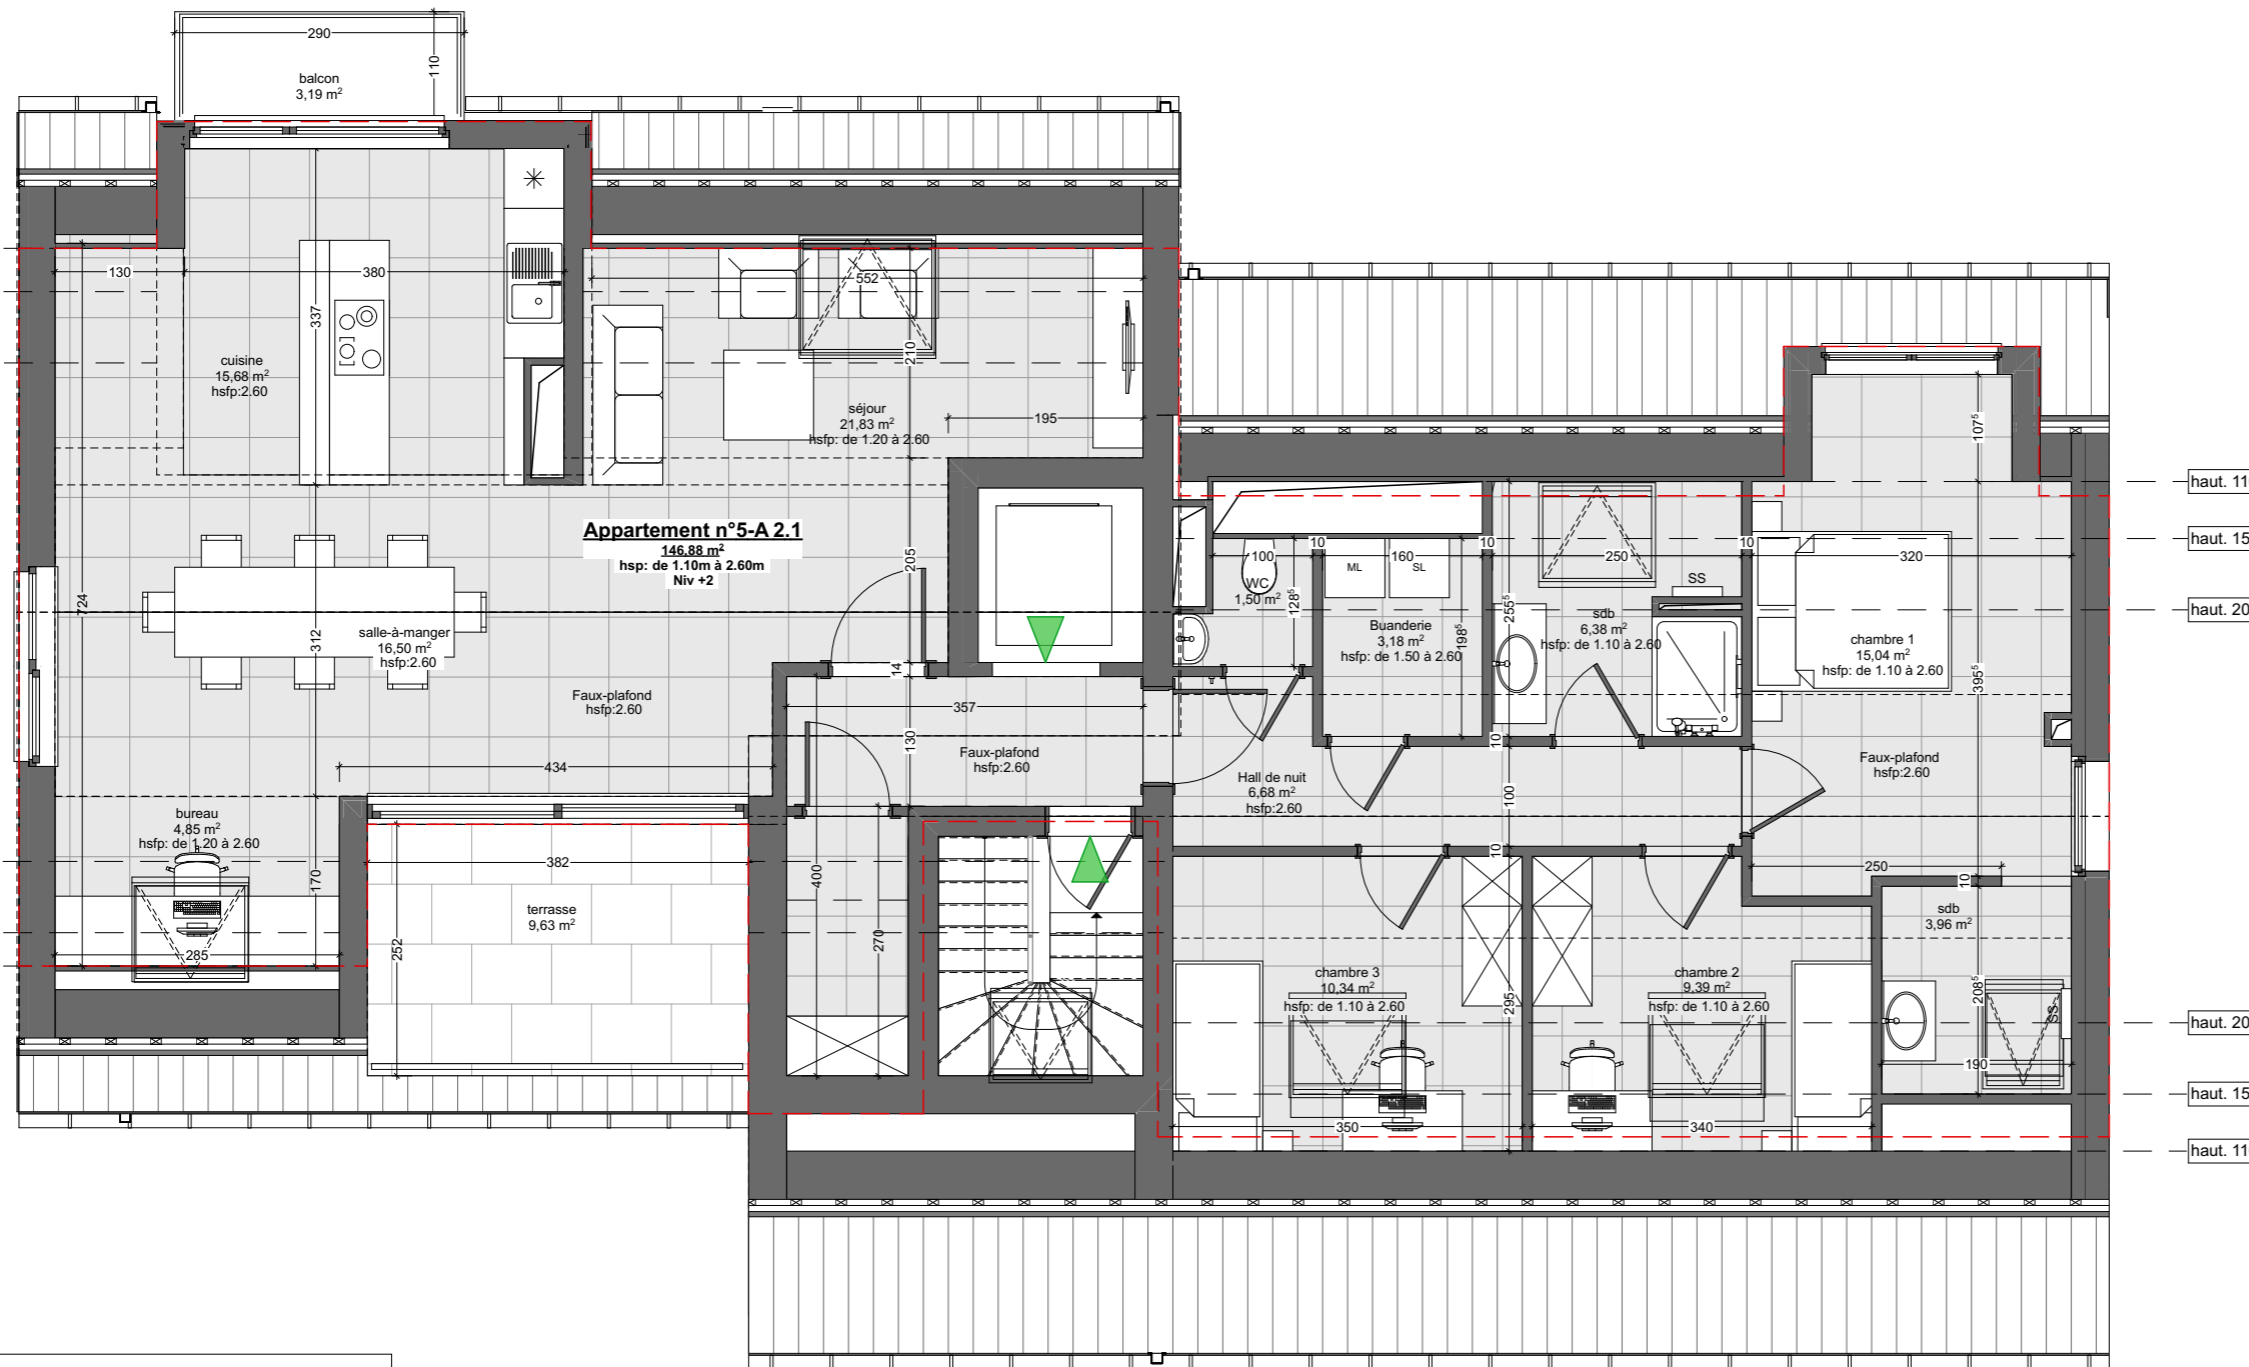 290
110
balcon
3,19 m²
130
380
337
552
210
cuisine
15,68 m²
hsfp:2.60
séjour
21,83 m²
hsfp: de 1.20 à 2.60
195
1075
haut. 11
haut. 15
haut. 20
Appartement n°5-A 2.1
146,88 m²
hsp: de 1.10m à 2.60m
Niv +2
205
724
312
salle-à-manger
16,50 m²
hsfp:2.60
Faux-plafond
hsfp:2.60
10
100
10
160
10
250
10
320
ML
SL
WC
1,50 m²
128⁵
Buanderie
3,18 m²
hsfp: de 1.50 à 2.60
198⁵
255⁵
SS
sdb
6,38 m²
hsfp: de 1.10 à 2.60
chambre 1
15,04 m²
hsfp: de 1.10 à 2.60
395⁵
14
357
130
Faux-plafond
hsfp:2.60
434
Hall de nuit
6,68 m²
hsfp:2.60
10
100
10
Faux-plafond
hsfp:2.60
bureau
4,85 m²
hsfp: de 1.20 à 2.60
170
285
382
252
terrasse
9,63 m²
400
270
250
10
sdb
3,96 m²
208⁵
SS
190
chambre 3
10,34 m²
hsfp: de 1.10 à 2.60
295
350
chambre 2
9.39 m²
hsfp: de 1.10 à 2.60
340
haut. 20
haut. 15
haut. 11